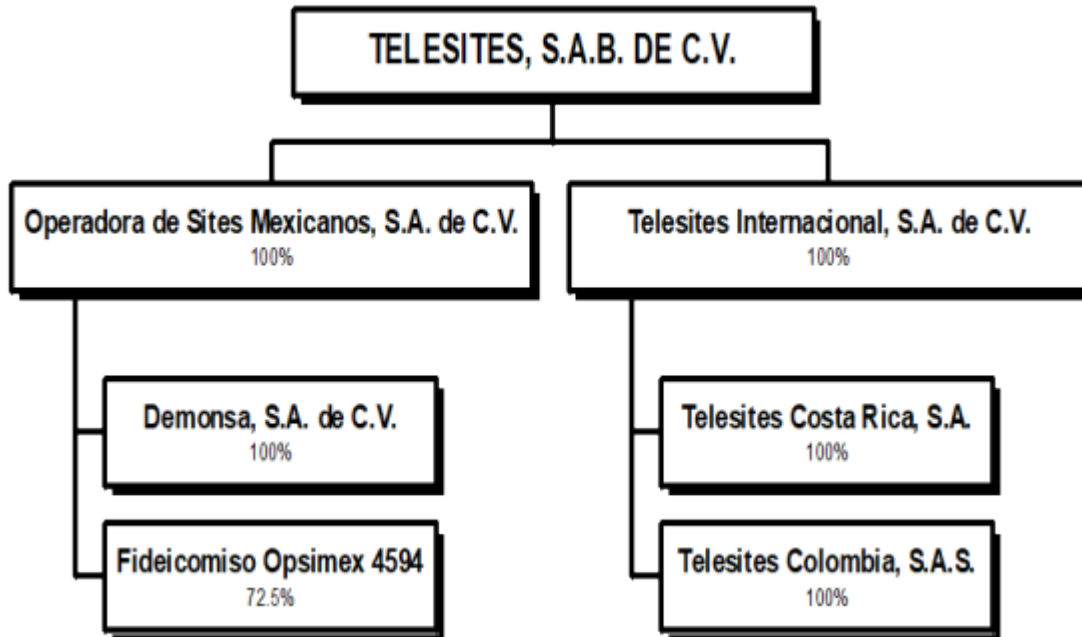 TELESITES, S.A.B. DE C.V.
Operadora de Sites Mexicanos, S.A. de C.V.
100%
Telesites Internacional, S.A. de C.V.
100%
Demonsa, S.A. de C.V.
100%
Telesites Costa Rica, S.A.
100%
Fideicomiso Opsimex 4594
72.5%
Telesites Colombia, S.A.S.
100%